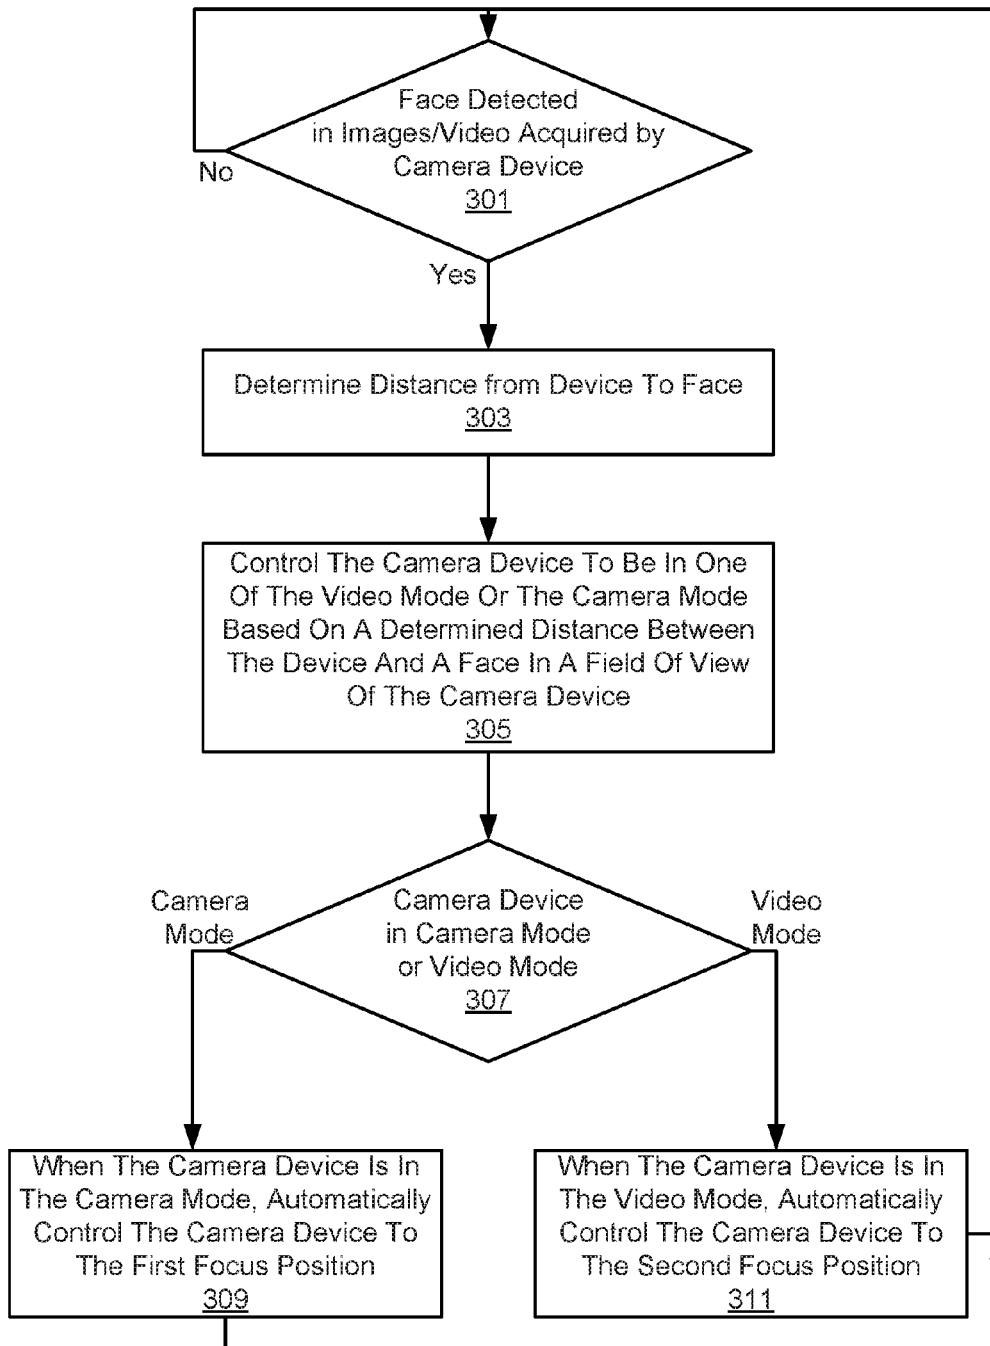 Face Detected
in Images/Video Acquired by
Camera Device
301
No
Yes
Determine Distance from Device To Face
303
Control The Camera Device To Be In One
Of The Video Mode Or The Camera Mode
Based On A Determined Distance Between
The Device And A Face In A Field Of View
Of The Camera Device
305
Camera
Mode
Camera Device
in Camera Mode
or Video Mode
307
Video
Mode
When The Camera Device Is In
The Camera Mode, Automatically
Control The Camera Device To
The First Focus Position
309
When The Camera Device Is In
The Video Mode, Automatically
Control The Camera Device To
The Second Focus Position
311